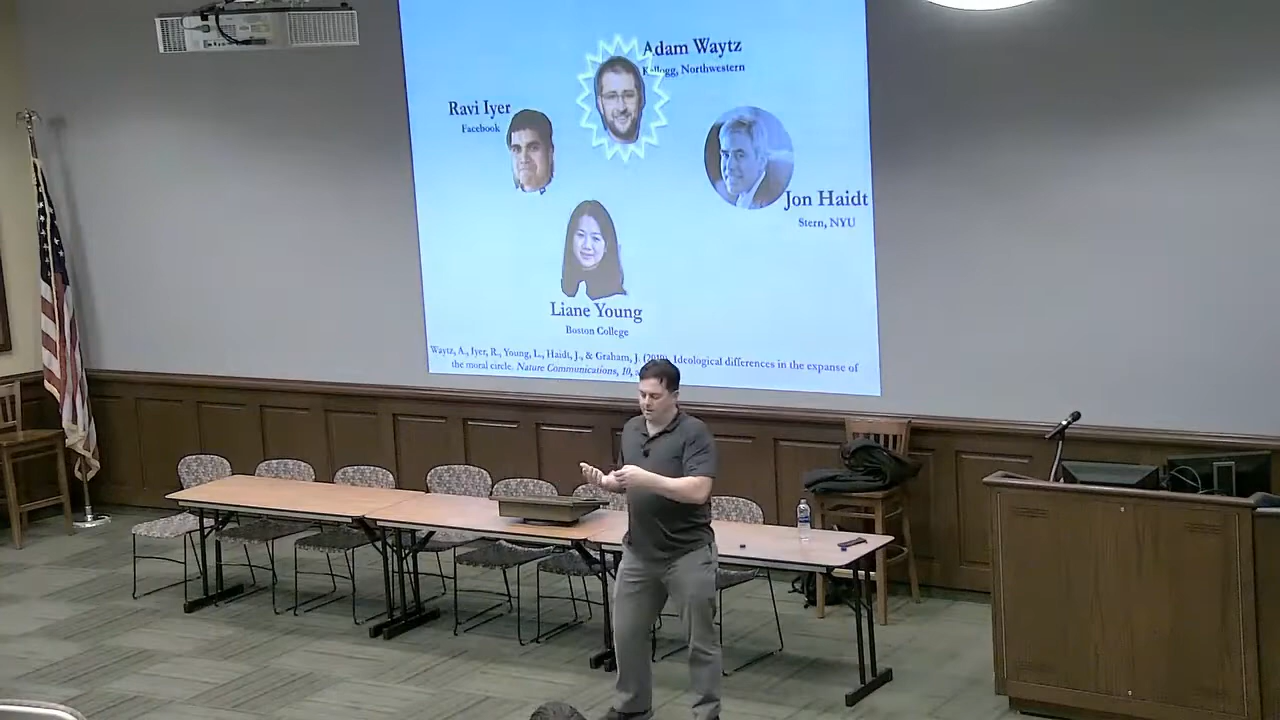 Adam Waytz
Kellogg, Northwestern
Ravi Iyer
Facebook
Jon Haidt
Stern, NYU
Liane Young
Boston College
Waytz, A., Iyer, R., Young, L., Haidt, J., & Graham, J. (2019). Ideological differences in the expanse of
the moral circle. Nature Communications, 10,